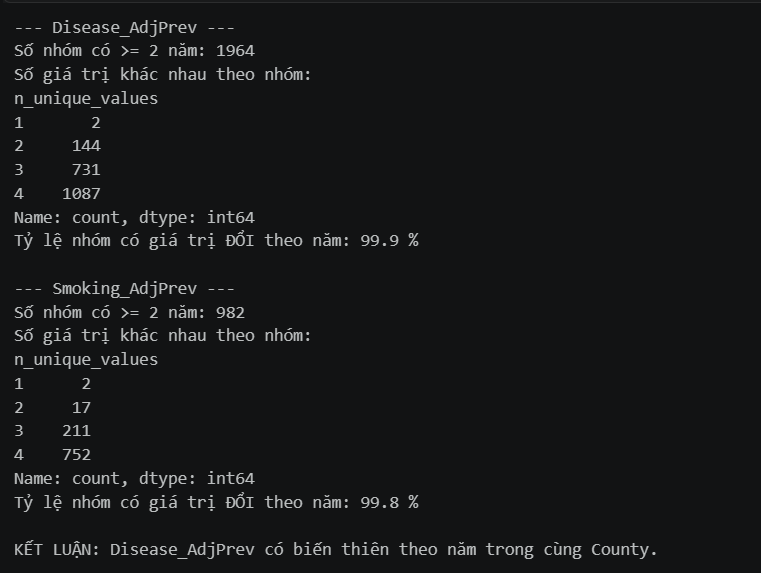 --- Disease_AdjPrev ---
Số nhóm có >= 2 năm: 1964
Số giá trị khác nhau theo nhóm:
n_unique_values
1       2
2     144
3     731
4    1087
Name: count, dtype: int64
Tỷ lệ nhóm có giá trị ĐỔI theo năm: 99.9 %

--- Smoking_AdjPrev ---
Số nhóm có >= 2 năm: 982
Số giá trị khác nhau theo nhóm:
n_unique_values
1      2
2     17
3    211
4    752
Name: count, dtype: int64
Tỷ lệ nhóm có giá trị ĐỔI theo năm: 99.8 %

KẾT LUẬN: Disease_AdjPrev có biến thiên theo năm trong cùng County.